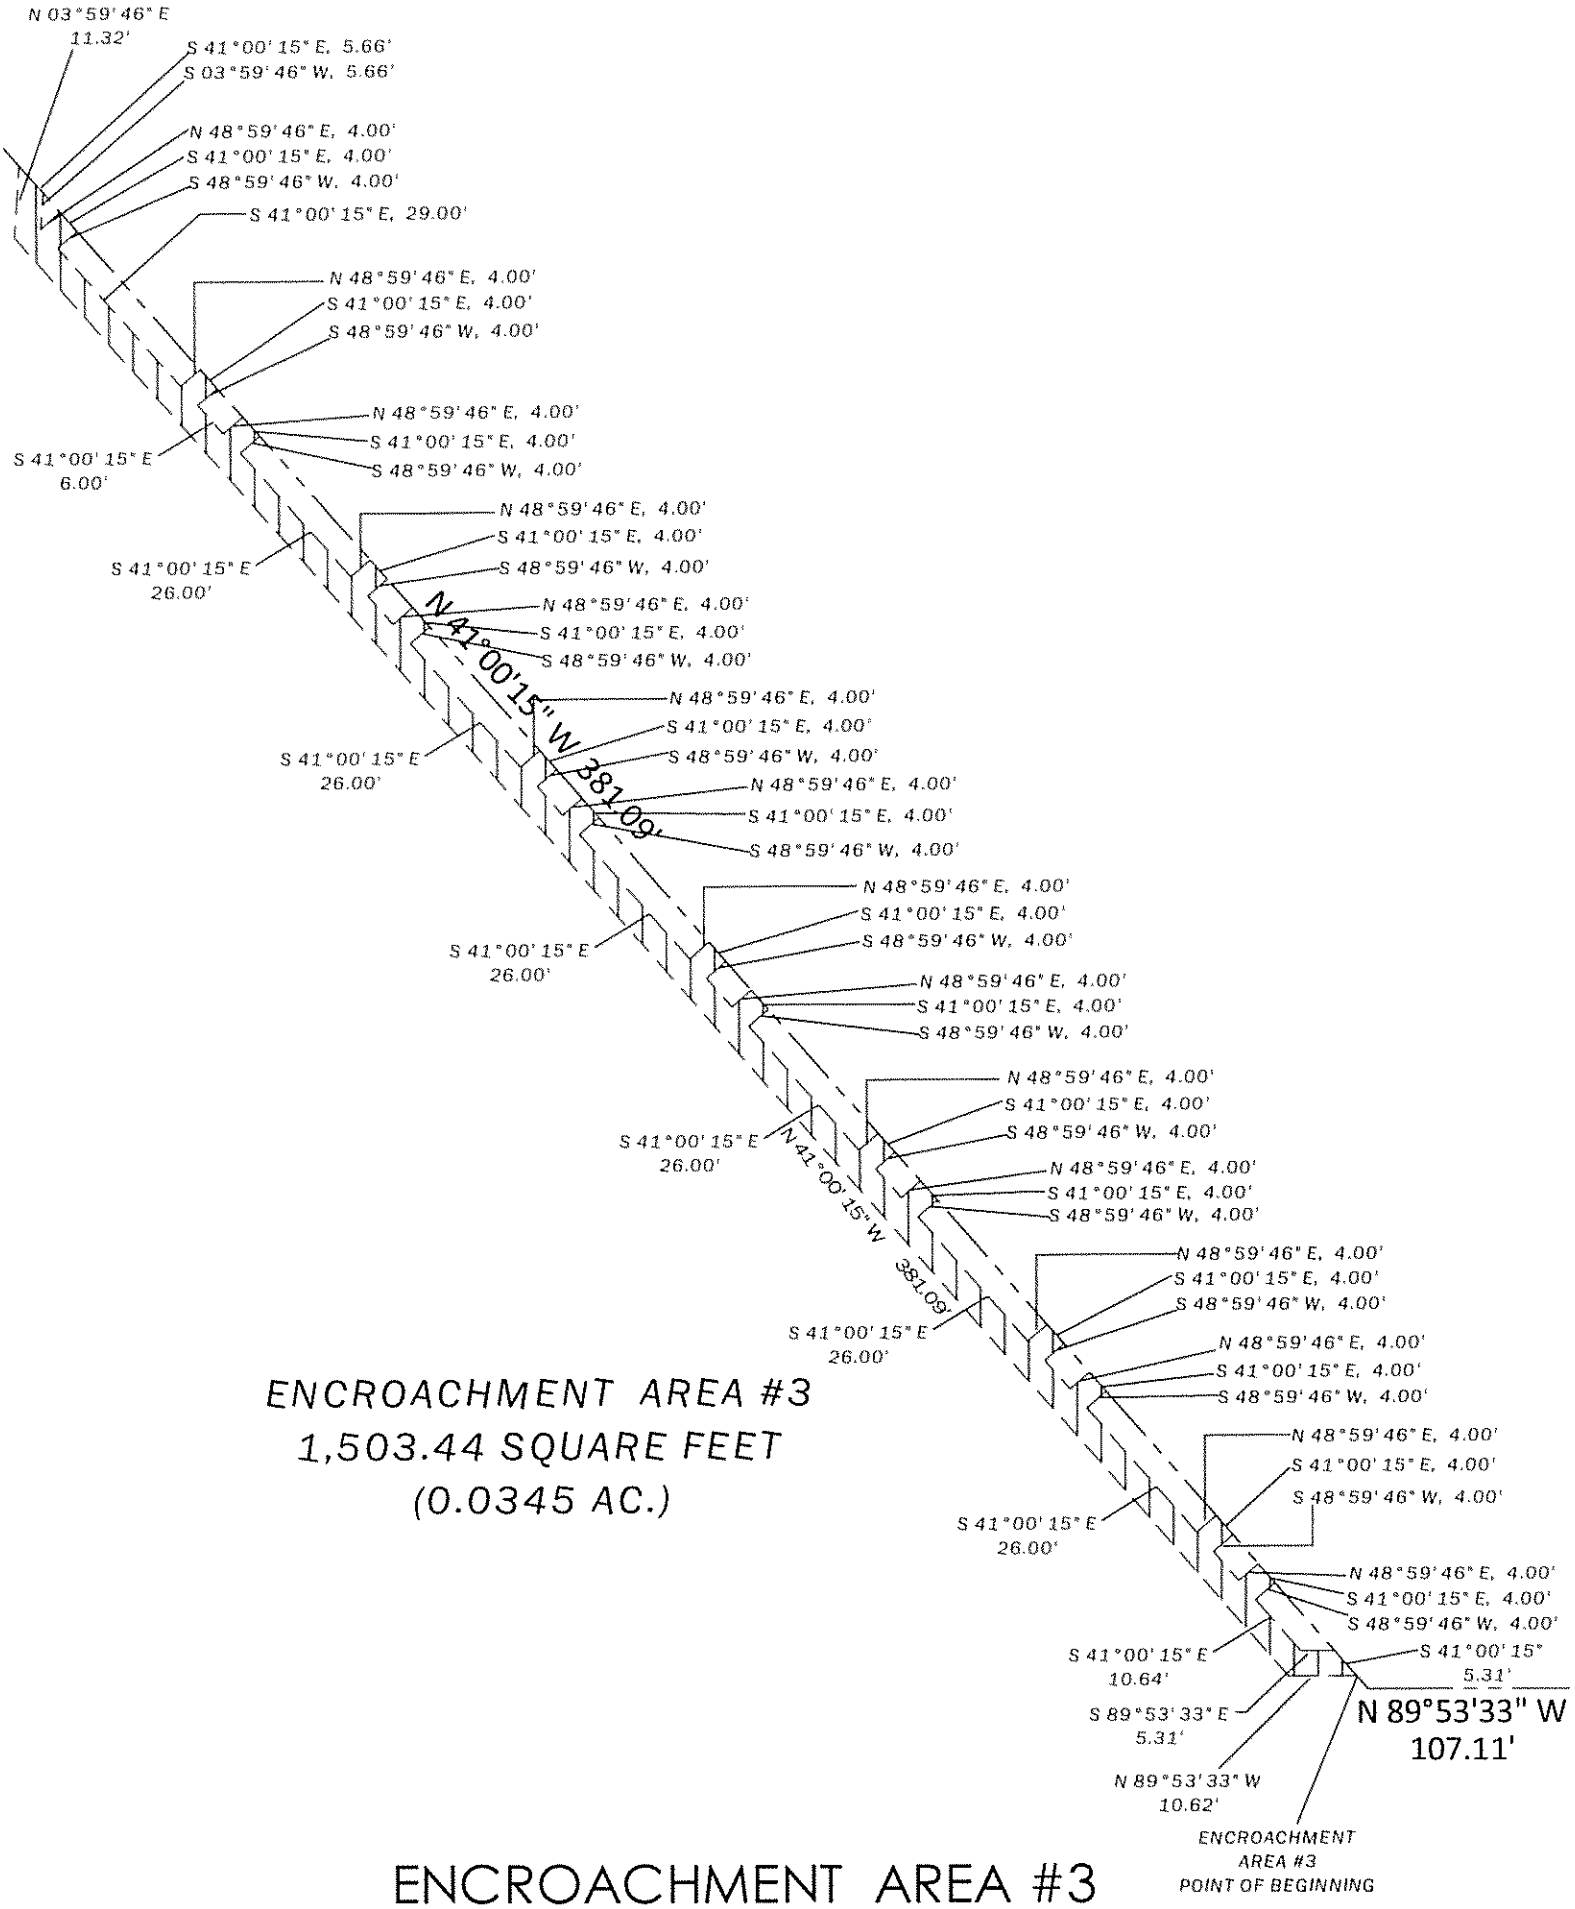 N 03°59'46" E
11.32'
S 41°00'15" E, 5.66'
S 03°59'46" W, 5.66'
N 48°59'46" E, 4.00'
S 41°00'15" E, 4.00'
S 48°59'46" W, 4.00'
S 41°00'15" E, 29.00'
N 48°59'46" E, 4.00'
S 41°00'15" E, 4.00'
S 48°59'46" W, 4.00'
N 48°59'46" E, 4.00'
S 41°00'15" E, 4.00'
S 48°59'46" W, 4.00'
S 41°00'15" E
6.00'
N 48°59'46" E, 4.00'
S 41°00'15" E, 4.00'
S 48°59'46" W, 4.00'
S 41°00'15" E
26.00'
N 48°59'46" E, 4.00'
S 41°00'15" E, 4.00'
S 48°59'46" W, 4.00'
N 41°00'15" W 381.09'
N 48°59'46" E, 4.00'
S 41°00'15" E, 4.00'
S 48°59'46" W, 4.00'
S 41°00'15" E
26.00'
N 48°59'46" E, 4.00'
S 41°00'15" E, 4.00'
S 48°59'46" W, 4.00'
N 48°59'46" E, 4.00'
S 41°00'15" E, 4.00'
S 48°59'46" W, 4.00'
S 41°00'15" E
26.00'
N 48°59'46" E, 4.00'
S 41°00'15" E, 4.00'
S 48°59'46" W, 4.00'
N 48°59'46" E, 4.00'
S 41°00'15" E, 4.00'
S 48°59'46" W, 4.00'
S 41°00'15" E
26.00'
N 41°00'15" W 381.09'
N 48°59'46" E, 4.00'
S 41°00'15" E, 4.00'
S 48°59'46" W, 4.00'
N 48°59'46" E, 4.00'
S 41°00'15" E, 4.00'
S 48°59'46" W, 4.00'
S 41°00'15" E
26.00'
N 48°59'46" E, 4.00'
S 41°00'15" E, 4.00'
S 48°59'46" W, 4.00'
ENCROACHMENT AREA #3
1,503.44 SQUARE FEET
(0.0345 AC.)
N 48°59'46" E, 4.00'
S 41°00'15" E, 4.00'
S 48°59'46" W, 4.00'
S 41°00'15" E
26.00'
N 48°59'46" E, 4.00'
S 41°00'15" E, 4.00'
S 48°59'46" W, 4.00'
S 41°00'15" E
10.64'
S 41°00'15"
5.31'
S 89°53'33" E
5.31'
N 89°53'33" W
107.11'
N 89°53'33" W
10.62'
ENCROACHMENT
AREA #3
POINT OF BEGINNING
ENCROACHMENT AREA #3